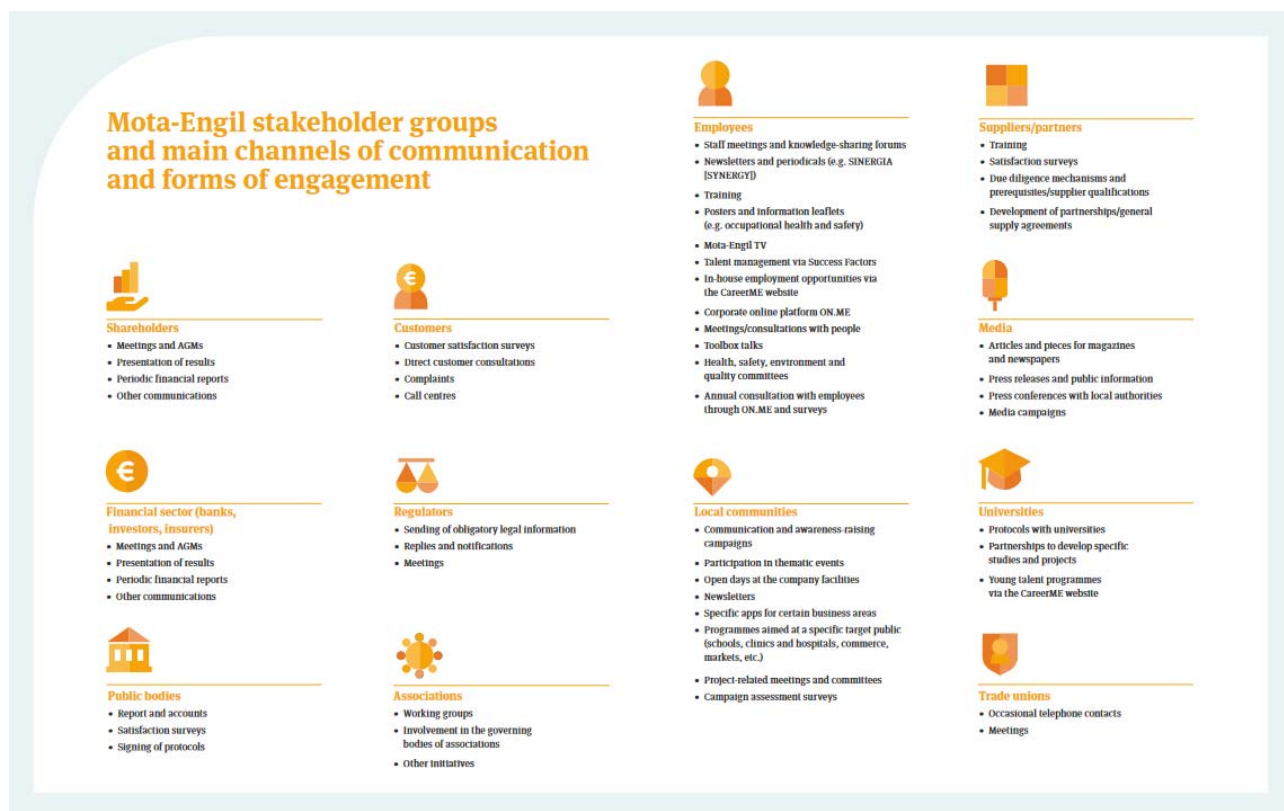 Mota-Engil stakeholder groups
and main channels of communication
and forms of engagement
Shareholders
• Meetings and AGMs
• Presentation of results
• Periodic financial reports
• Other communications
Customers
• Customer satisfaction surveys
• Direct customer consultations
• Complaints
• Call centres
Financial sector (banks,
investors, insurers)
• Meetings and AGMs
• Presentation of results
• Periodic financial reports
• Other communications
Regulators
• Sending of obligatory legal information
• Replies and notifications
• Meetings
Public bodies
• Report and accounts
• Satisfaction surveys
• Signing of protocols
Associations
• Working groups
• Involvement in the governing
bodies of associations
• Other initiatives
Employees
• Staff meetings and knowledge-sharing forums
• Newsletters and periodicals (e.g. SINERGIA
[SYNERGY])
• Training
• Posters and information leaflets
(e.g. occupational health and safety)
• Mota-Engil TV
• Talent management via Success Factors
• In-house employment opportunities via
the CareerME website
• Corporate online platform ON.ME
• Meetings/consultations with people
• Toolbox talks
• Health, safety, environment and
quality committees
• Annual consultation with employees
through ON.ME and surveys
Suppliers/partners
• Training
• Satisfaction surveys
• Due diligence mechanisms and
prerequisites/supplier qualifications
• Development of partnerships/general
supply agreements
Media
• Articles and pieces for magazines
and newspapers
• Press releases and public information
• Press conferences with local authorities
• Media campaigns
Local communities
• Communication and awareness-raising
campaigns
• Participation in thematic events
• Open days at the company facilities
• Newsletters
• Specific apps for certain business areas
• Programmes aimed at a specific target public
(schools, clinics and hospitals, commerce,
markets, etc.)
• Project-related meetings and committees
• Campaign assessment surveys
Universities
• Protocols with universities
• Partnerships to develop specific
studies and projects
• Young talent programmes
via the CareerME website
Trade unions
• Occasional telephone contacts
• Meetings